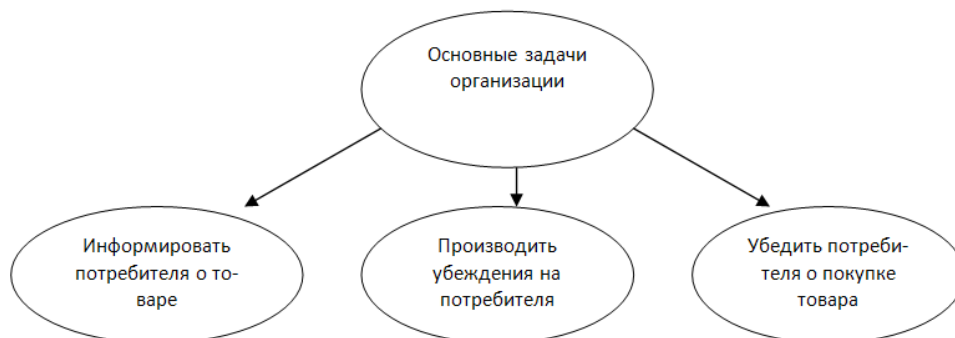 Основные задачи
организации
Информировать
потребителя о то-
варе
Производить
убеждения на
потребителя
Убедить потреби-
теля о покупке
товара